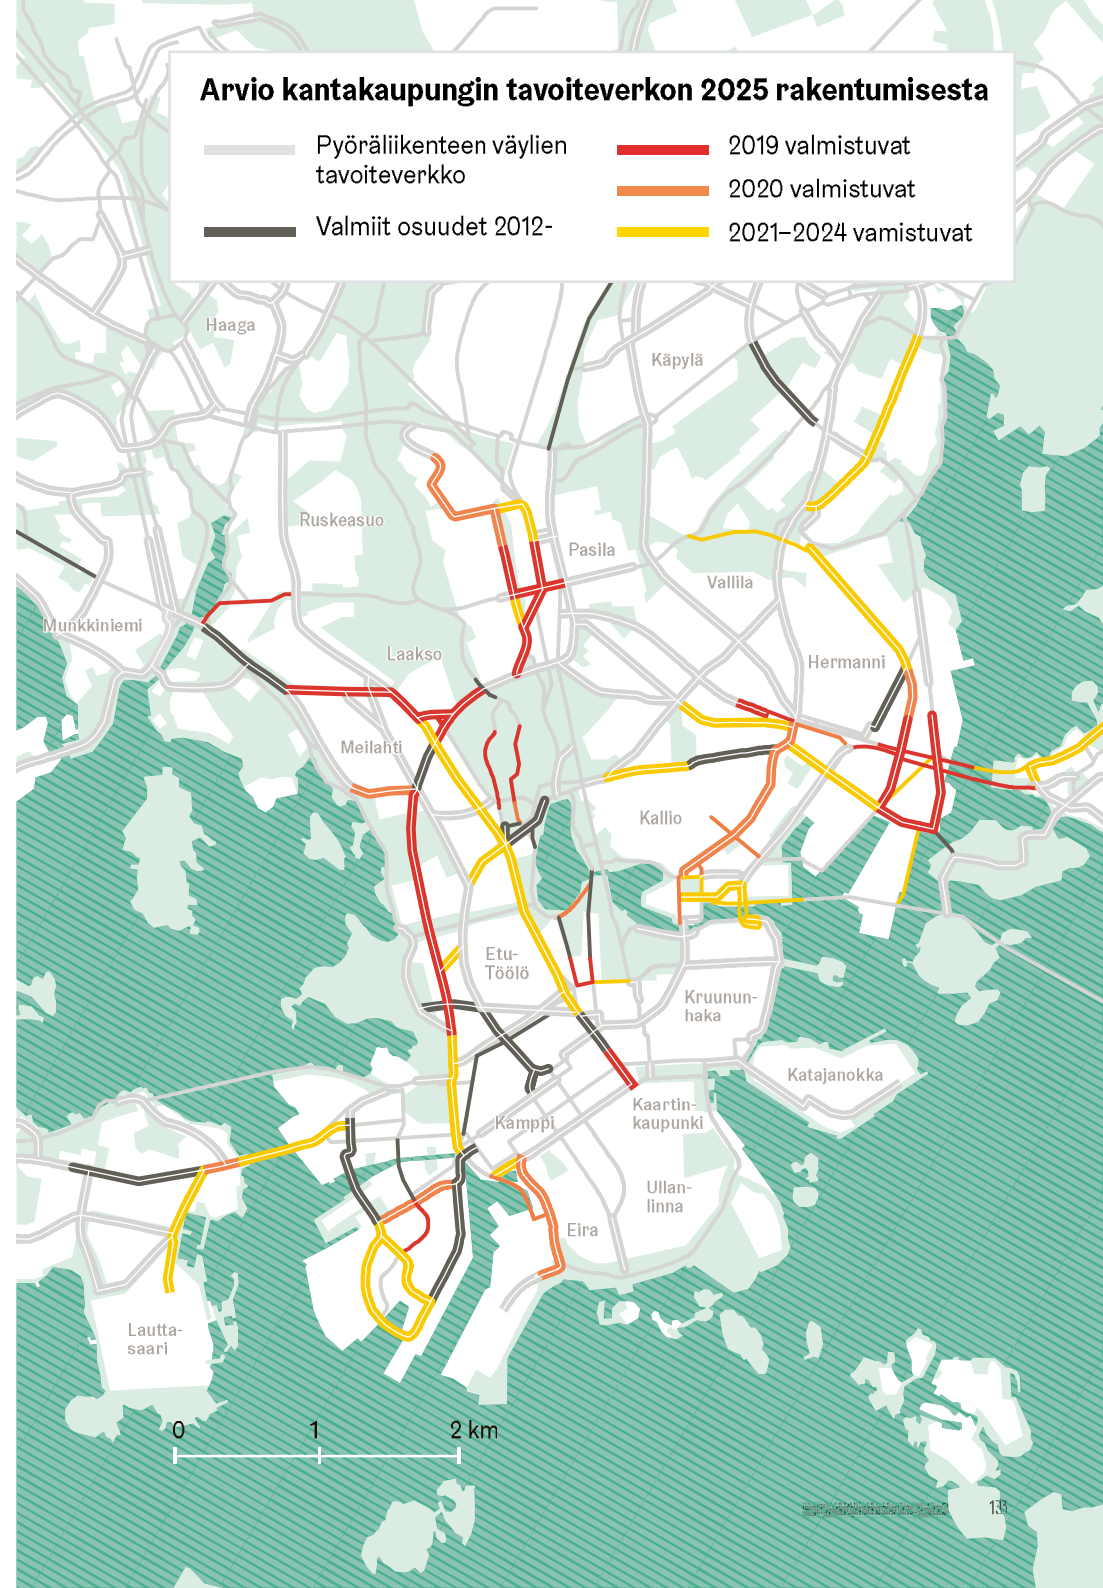 Arvio kantakaupungin tavoiteverkon 2025 rakentumisesta
Pyöräliikenteen väylien
tavoiteverkko
Valmiit osuudet 2012-
2019 valmistuvat
2020 valmistuvat
2021–2024 vamistuvat
Haaga
Käpylä
Ruskeasuo
Pasila
Vallila
Munkkiniemi
Laakso
Hermanni
Meilahti
Kallio
Etu-
Töölö
Kruunun-
haka
Katajanokka
Kaartin-
kaupunki
Kamppi
Ullan-
linna
Eira
Lautta-
saari
0 1 2 km